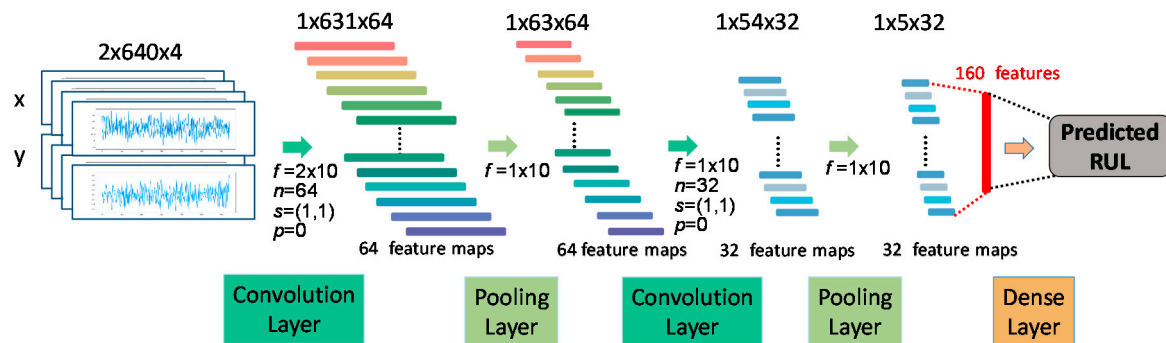 2x640x4
1x631x64
1x63x64
1x54x32
1x5x32
x
y
f=2x10
n=64
s=(1,1)
p=0
f=1x10
f=1x10
n=32
s=(1,1)
p=0
f=1x10
160 features
Predicted
RUL
64 feature maps
64 feature maps
32 feature maps
32 feature maps
Convolution
Layer
Pooling
Layer
Convolution
Layer
Pooling
Layer
Dense
Layer